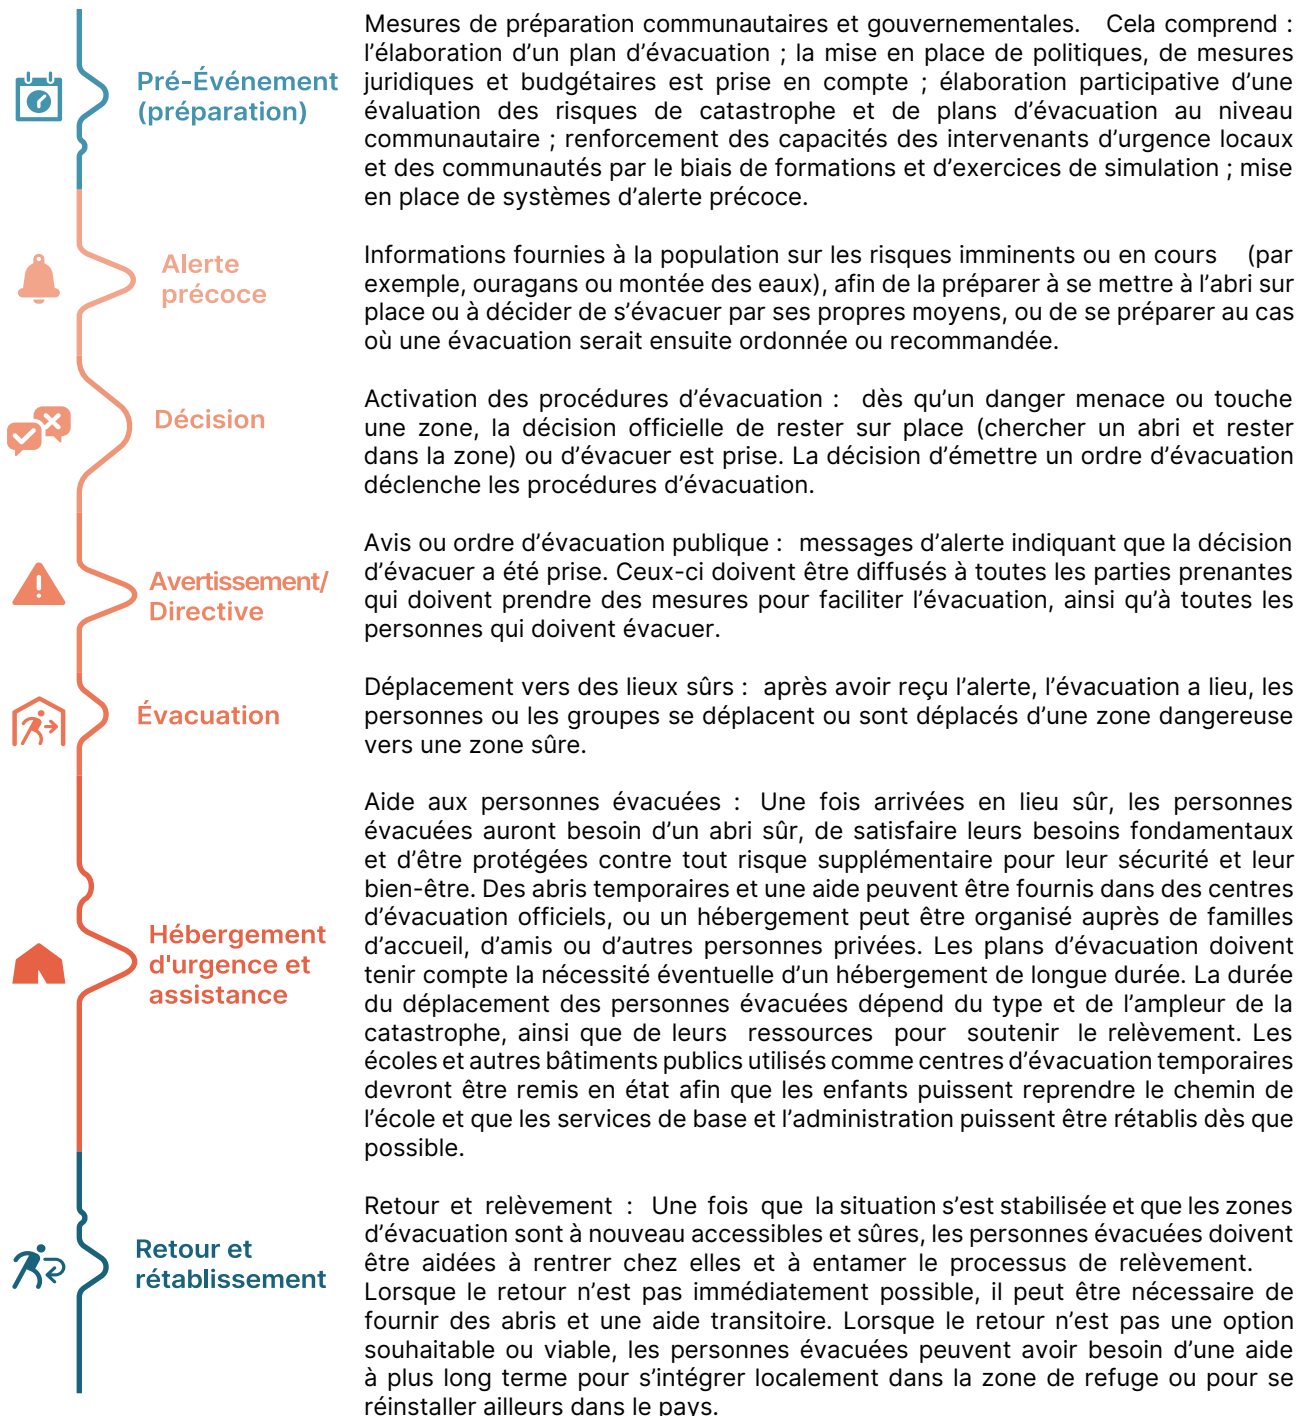 Pré-Événement
(préparation)
Mesures de préparation communautaires et gouvernementales. Cela comprend :
l’élaboration d’un plan d’évacuation ; la mise en place de politiques, de mesures
juridiques et budgétaires est prise en compte ; élaboration participative d’une
évaluation des risques de catastrophe et de plans d’évacuation au niveau
communautaire ; renforcement des capacités des intervenants d’urgence locaux
et des communautés par le biais de formations et d’exercices de simulation ; mise
en place de systèmes d’alerte précoce.
Alerte
précoce
Informations fournies à la population sur les risques imminents ou en cours (par
exemple, ouragans ou montée des eaux), afin de la préparer à se mettre à l’abri sur
place ou à décider de s’évacuer par ses propres moyens, ou de se préparer au cas
où une évacuation serait ensuite ordonnée ou recommandée.
Décision
Activation des procédures d’évacuation : dès qu’un danger menace ou touche
une zone, la décision officielle de rester sur place (chercher un abri et rester
dans la zone) ou d’évacuer est prise. La décision d’émettre un ordre d’évacuation
déclenche les procédures d’évacuation.
Avertissement/
Directive
Avis ou ordre d’évacuation publique : messages d’alerte indiquant que la décision
d’évacuer a été prise. Ceux-ci doivent être diffusés à toutes les parties prenantes
qui doivent prendre des mesures pour faciliter l’évacuation, ainsi qu’à toutes les
personnes qui doivent évacuer.
Évacuation
Déplacement vers des lieux sûrs : après avoir reçu l’alerte, l’évacuation a lieu, les
personnes ou les groupes se déplacent ou sont déplacés d’une zone dangereuse
vers une zone sûre.
Hébergement
d'urgence et
assistance
Aide aux personnes évacuées : Une fois arrivées en lieu sûr, les personnes
évacuées auront besoin d’un abri sûr, de satisfaire leurs besoins fondamentaux
et d’être protégées contre tout risque supplémentaire pour leur sécurité et leur
bien-être. Des abris temporaires et une aide peuvent être fournis dans des centres
d’évacuation officiels, ou un hébergement peut être organisé auprès de familles
d’accueil, d’amis ou d’autres personnes privées. Les plans d’évacuation doivent
tenir compte la nécessité éventuelle d’un hébergement de longue durée. La durée
du déplacement des personnes évacuées dépend du type et de l’ampleur de la
catastrophe, ainsi que de leurs ressources pour soutenir le relèvement. Les
écoles et autres bâtiments publics utilisés comme centres d’évacuation temporaires
devront être remis en état afin que les enfants puissent reprendre le chemin de
l’école et que les services de base et l’administration puissent être rétablis dès que
possible.
Retour et
rétablissement
Retour et relèvement : Une fois que la situation s’est stabilisée et que les zones
d’évacuation sont à nouveau accessibles et sûres, les personnes évacuées doivent
être aidées à rentrer chez elles et à entamer le processus de relèvement.
Lorsque le retour n’est pas immédiatement possible, il peut être nécessaire de
fournir des abris et une aide transitoire. Lorsque le retour n’est pas une option
souhaitable ou viable, les personnes évacuées peuvent avoir besoin d’une aide
à plus long terme pour s’intégrer localement dans la zone de refuge ou pour se
réinstaller ailleurs dans le pays.